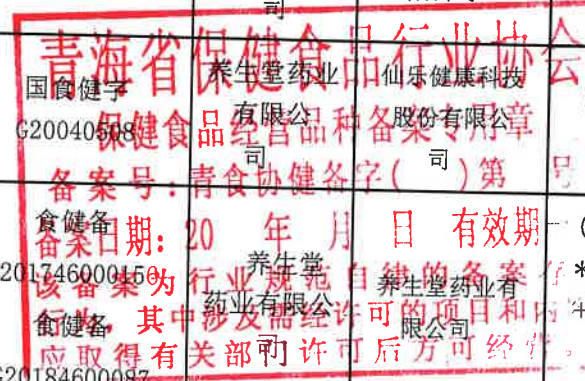 司
青海省保健食品行业协会
国食健字
G20040508
养生堂药业
有限公
司
仙乐健康科技
股份有限公
司
保健食品经营品种备案专用章
备案号：青食协健备字（ ）第 号
食健备
201746000150
食健备
G20184600087
养生堂
药业有限公
司
养生堂药业有
限公司
备案日期：20 年 月 日 有效期
该备案为行业规范自律的备案
其中涉及需经许可的项目和内
应取得有关部门许可后方可经营